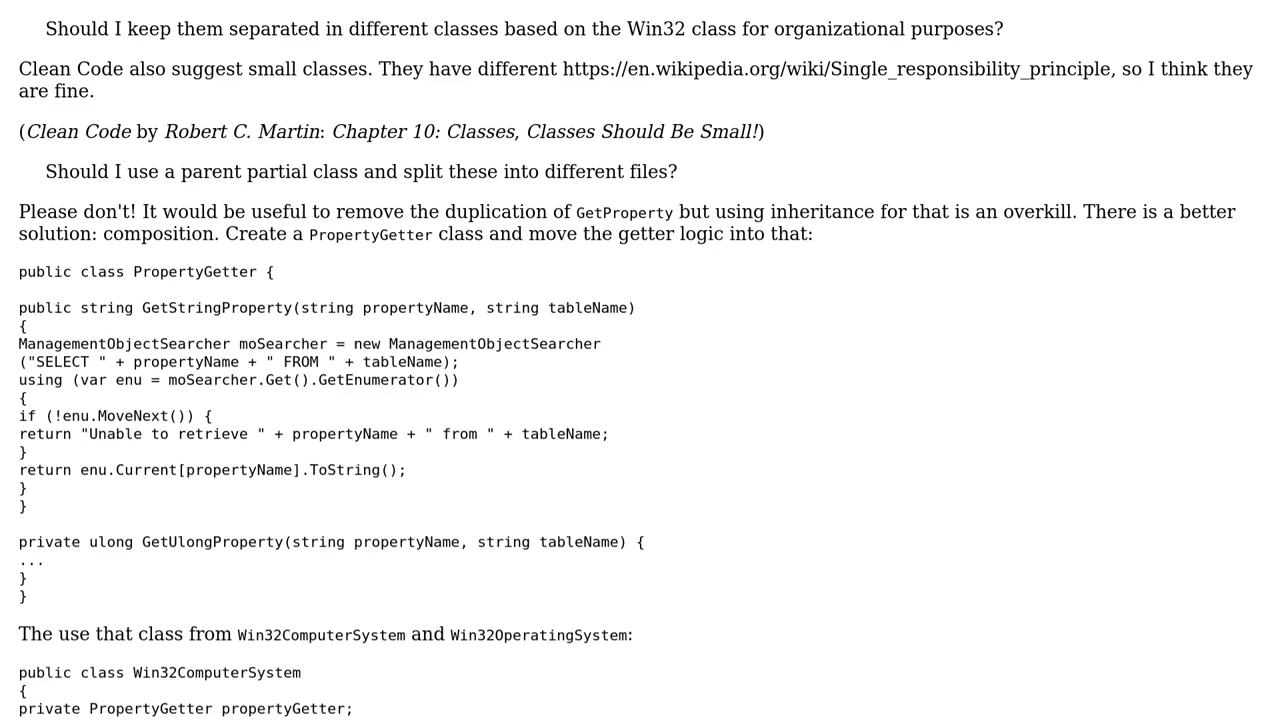 Should I keep them separated in different classes based on the Win32 class for organizational purposes?
Clean Code also suggest small classes. They have different https://en.wikipedia.org/wiki/Single_responsibility_principle, so I think they
are fine.
(Clean Code by Robert C. Martin: Chapter 10: Classes, Classes Should Be Small!)
Should I use a parent partial class and split these into different files?
Please don't! It would be useful to remove the duplication of GetProperty but using inheritance for that is an overkill. There is a better
solution: composition. Create a PropertyGetter class and move the getter logic into that:
public class PropertyGetter {
public string GetStringProperty(string propertyName, string tableName)
{
ManagementObjectSearcher moSearcher = new ManagementObjectSearcher
("SELECT " + propertyName + " FROM " + tableName);
using (var enu = moSearcher.Get().GetEnumerator())
{
if (!enu.MoveNext()) {
return "Unable to retrieve " + propertyName + " from " + tableName;
}
return enu.Current[propertyName].ToString();
}
}
private ulong GetUlongProperty(string propertyName, string tableName) {
...
}
}
The use that class from Win32ComputerSystem and Win32OperatingSystem:
public class Win32ComputerSystem
{
private PropertyGetter propertyGetter;